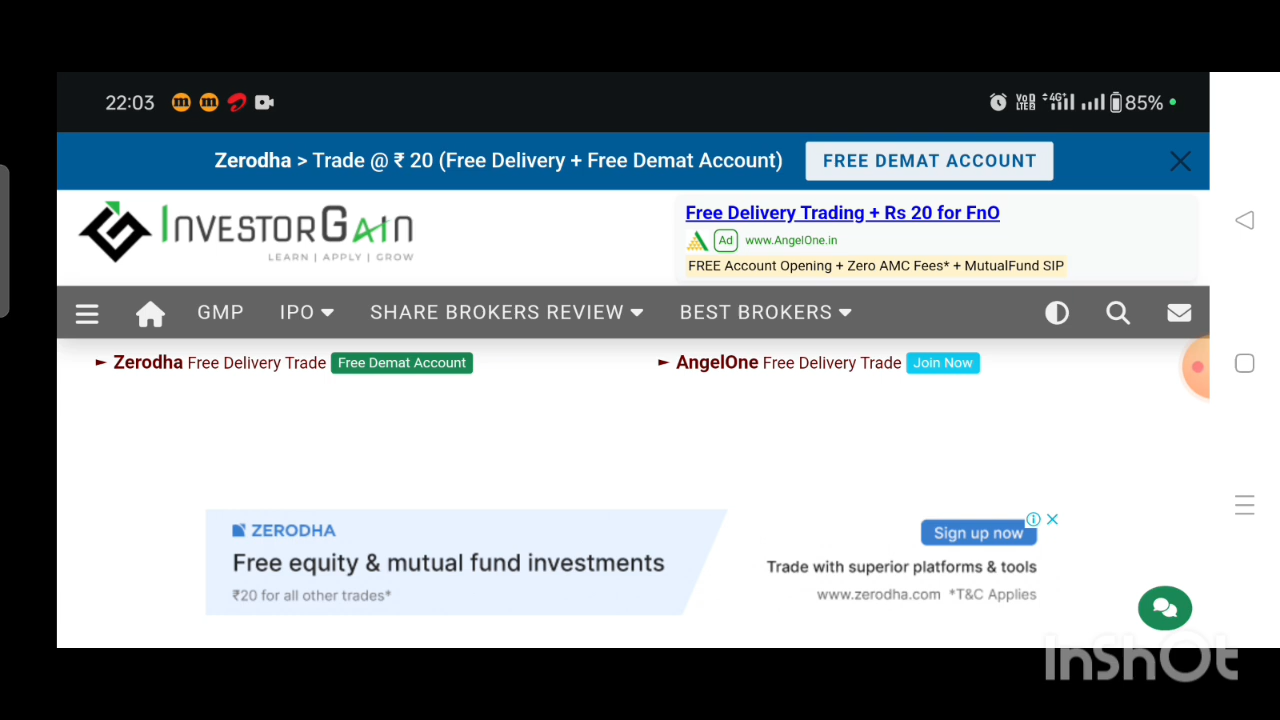 22:03 VoD LTE2 4G+ 85%
Zerodha > Trade @ ₹ 20 (Free Delivery + Free Demat Account) FREE DEMAT ACCOUNT
INVESTORGAIN
LEARN | APPLY | GROW
Free Delivery Trading + Rs 20 for FnO
Ad www.AngelOne.in
FREE Account Opening + Zero AMC Fees* + MutualFund SIP
GMP IPO SHARE BROKERS REVIEW BEST BROKERS
► Zerodha Free Delivery Trade Free Demat Account
► AngelOne Free Delivery Trade Join Now
ZERODHA
Free equity & mutual fund investments
₹20 for all other trades*
Sign up now
Trade with superior platforms & tools
www.zerodha.com *T&C Applies
InShOt